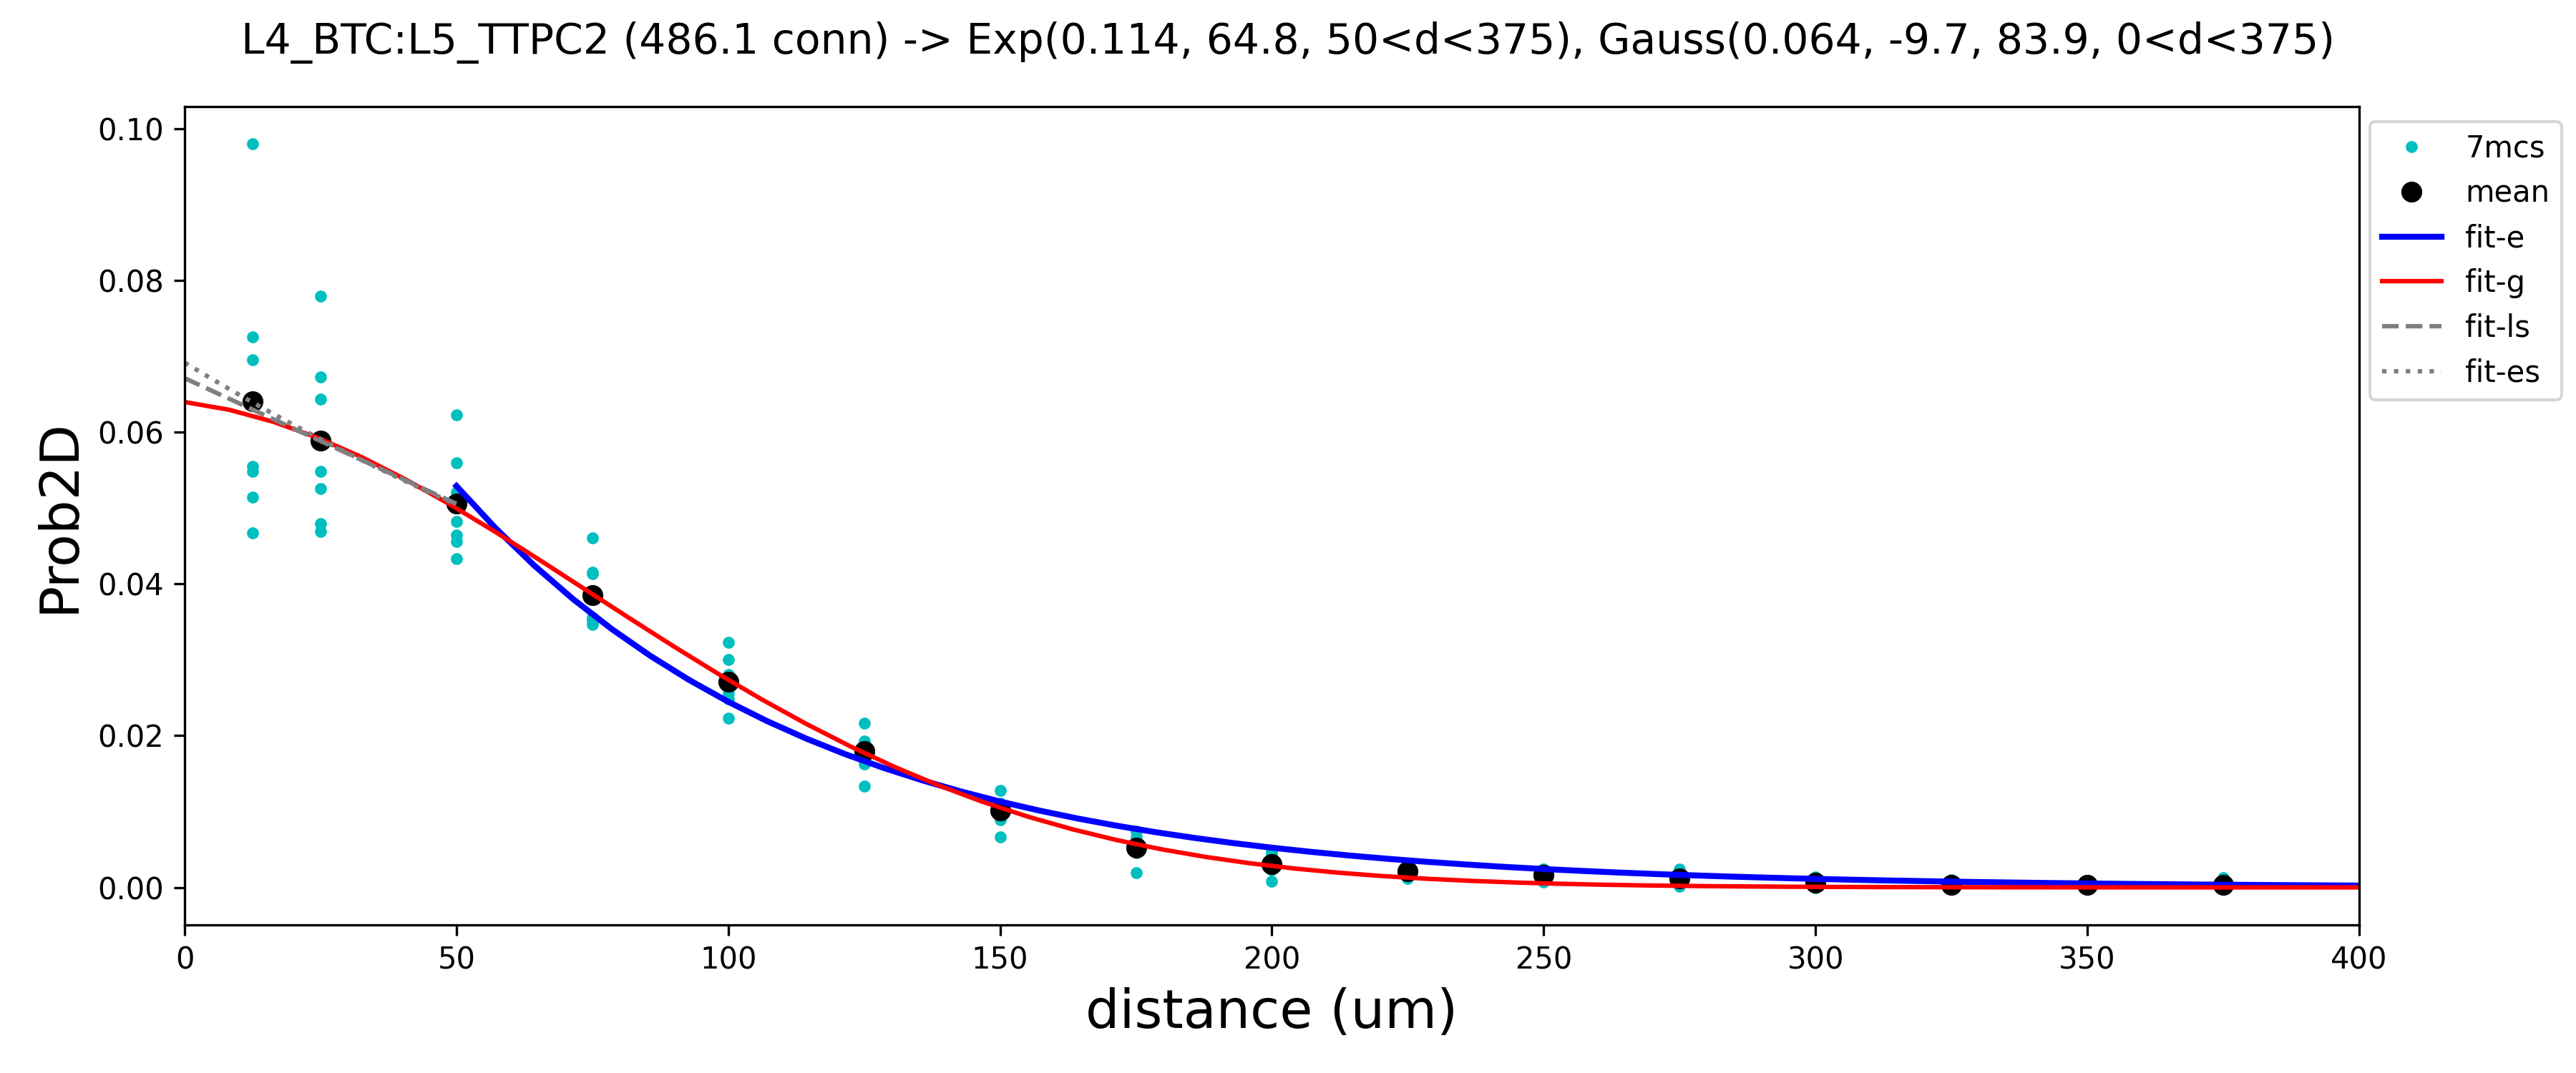 L4_BTC:L5_TTPC2 (486.1 conn) -> Exp(0.114, 64.8, 50<d<375), Gauss(0.064, -9.7, 83.9, 0<d<375)
0.10
0.08
0.06
0.04
0.02
0.00
Prob2D
7mcs
mean
fit-e
fit-g
fit-ls
fit-es
0 50 100 150 200 250 300 350 400
distance (um)